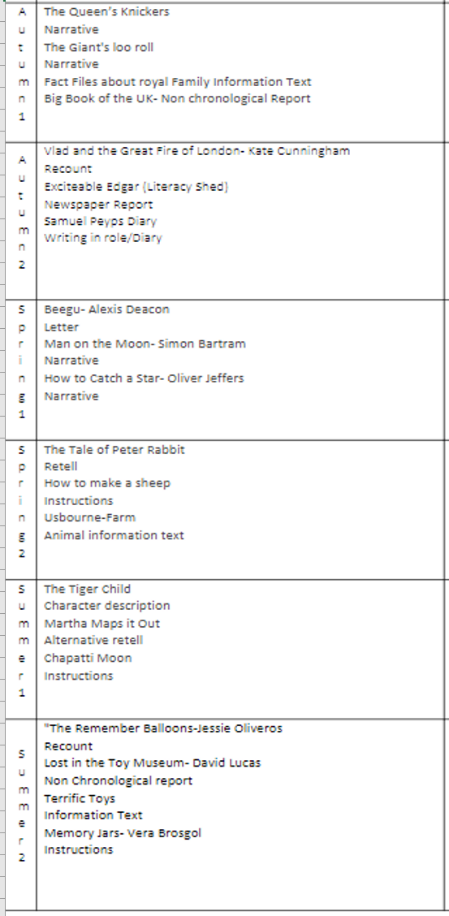 Autumn 1
The Queen's Knickers
Narrative
The Giant's loo roll
Narrative
Fact Files about royal Family Information Text
Big Book of the UK- Non chronological Report
Autumn 2
Vlad and the Great Fire of London- Kate Cunningham
Recount
Exciteable Edgar (Literacy Shed)
Newspaper Report
Samuel Peyps Diary
Writing in role/Diary
Spring 1
Beegu- Alexis Deacon
Letter
Man on the Moon- Simon Bartram
Narrative
How to Catch a Star- Oliver Jeffers
Narrative
Spring 2
The Tale of Peter Rabbit
Retell
How to make a sheep
Instructions
Usbourne-Farm
Animal information text
Summer 1
The Tiger Child
Character description
Martha Maps it Out
Alternative retell
Chapatti Moon
Instructions
Summer 2
"The Remember Balloons-Jessie Oliveros
Recount
Lost in the Toy Museum- David Lucas
Non Chronological report
Terrific Toys
Information Text
Memory Jars- Vera Brosgol
Instructions